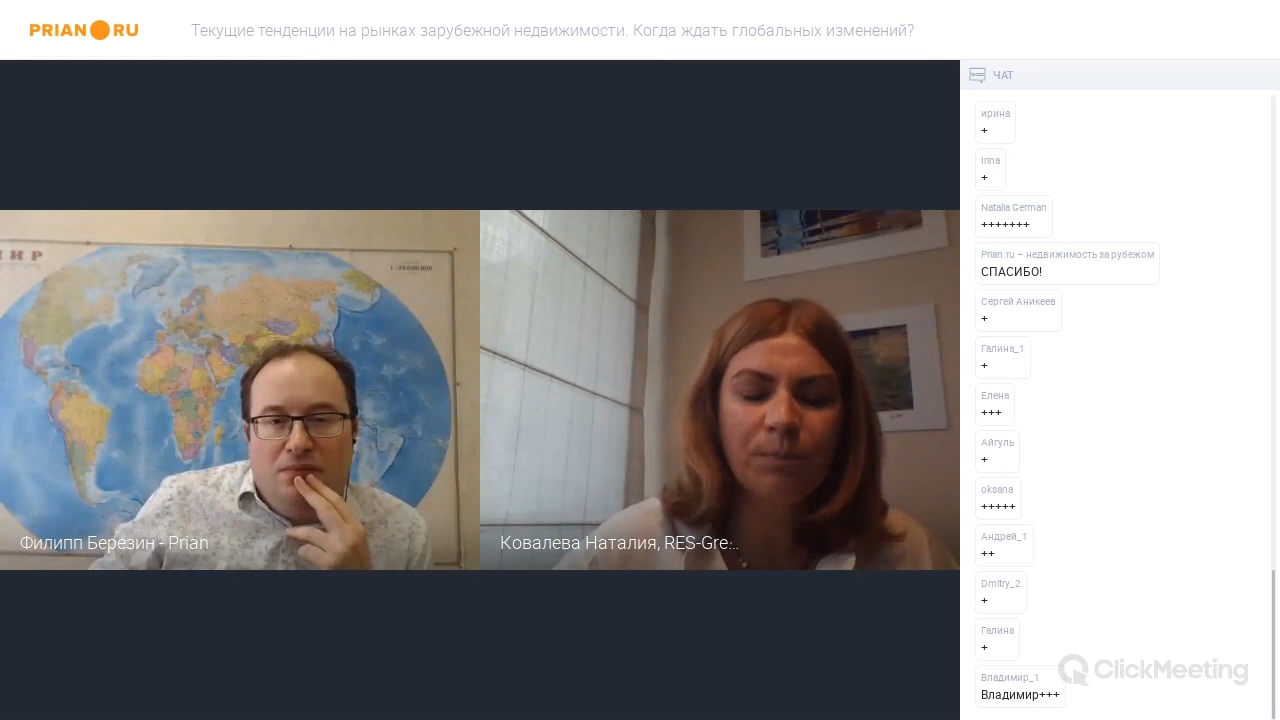 PRIAN RU
Текущие тенденции на рынках зарубежной недвижимости. Когда ждать глобальных изменений?
МИР
Филипп Березин - Prian
Ковалева Наталия, RES-Gre...
ЧАТ
ирина
+
Irina
+
Natalia German
+++++++
Prian.ru – недвижимость за рубежом
СПАСИБО!
Сергей Аникеев
+
Галина_1
+
Елена
+++
Айгуль
+
oksana
+++++
Андрей_1
++
Dmitry_2
+
Галина
+
Владимир_1
Владимир+++
ClickMeeting